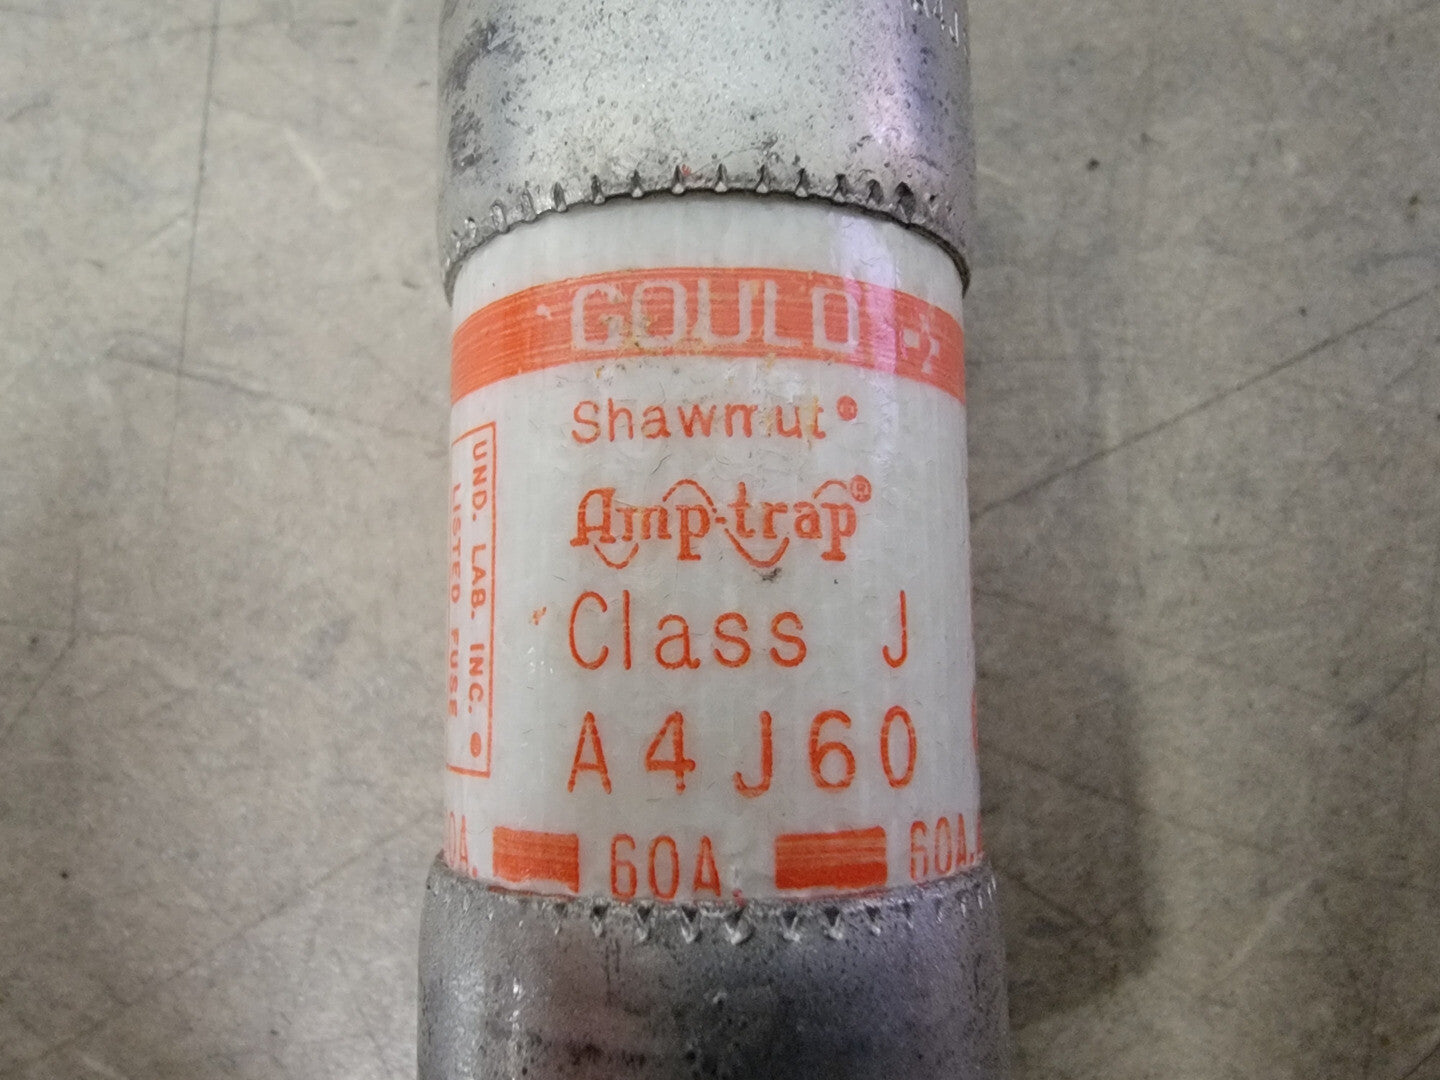 GOULD
Shawmut®
Amp-trap®
Class J
A4J60
60A.
60A.
UND. LAB. INC. ®
LISTED FUSE